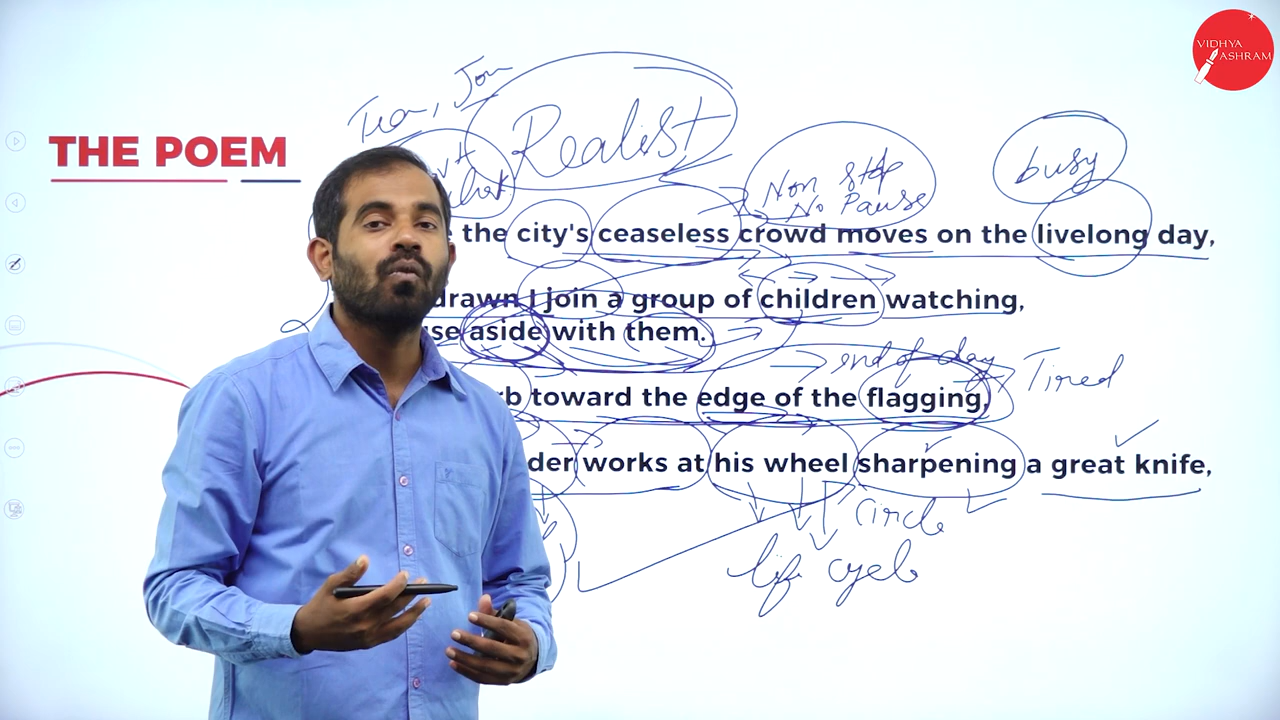 VIDHYA
ASHRAM
Realist
THE POEM
Non stop
No Pause
busy
the city's ceaseless crowd moves on the livelong day,
drawn I join a group of children watching,
aside with them.
end of day
Tired
toward the edge of the flagging,
works at his wheel sharpening a great knife,
circle
life cycle